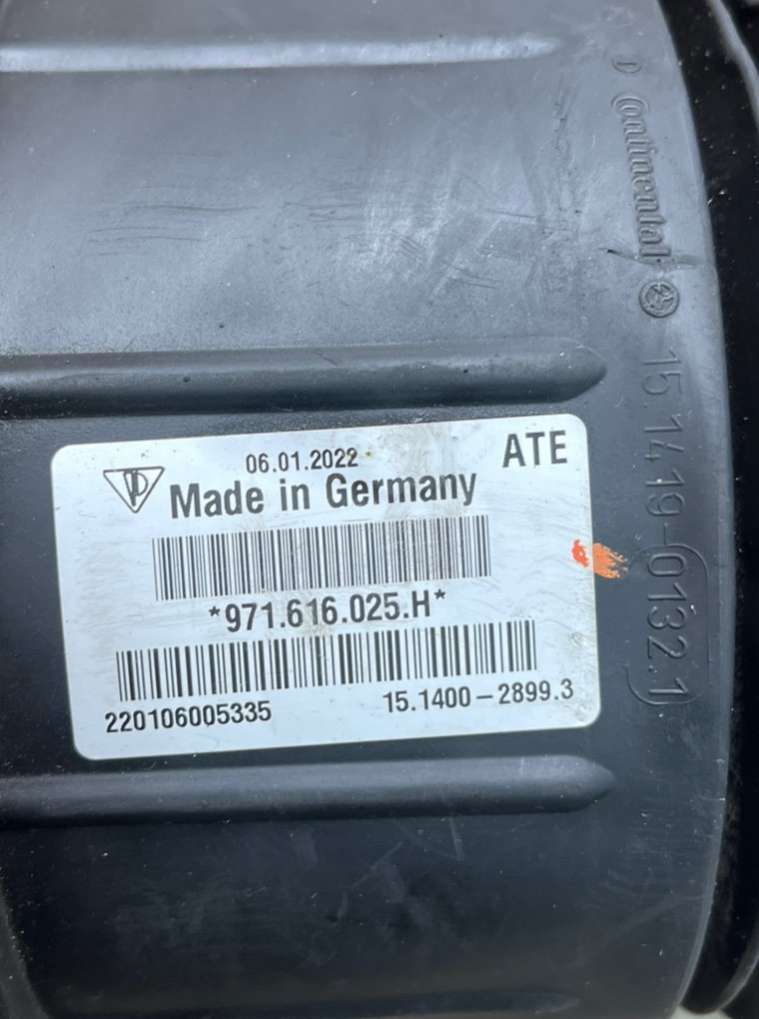 D Continental
15.1419-0132.1
06.01.2022
ATE
Made in Germany
*971.616.025.H*
220106005335
15.1400-2899.3